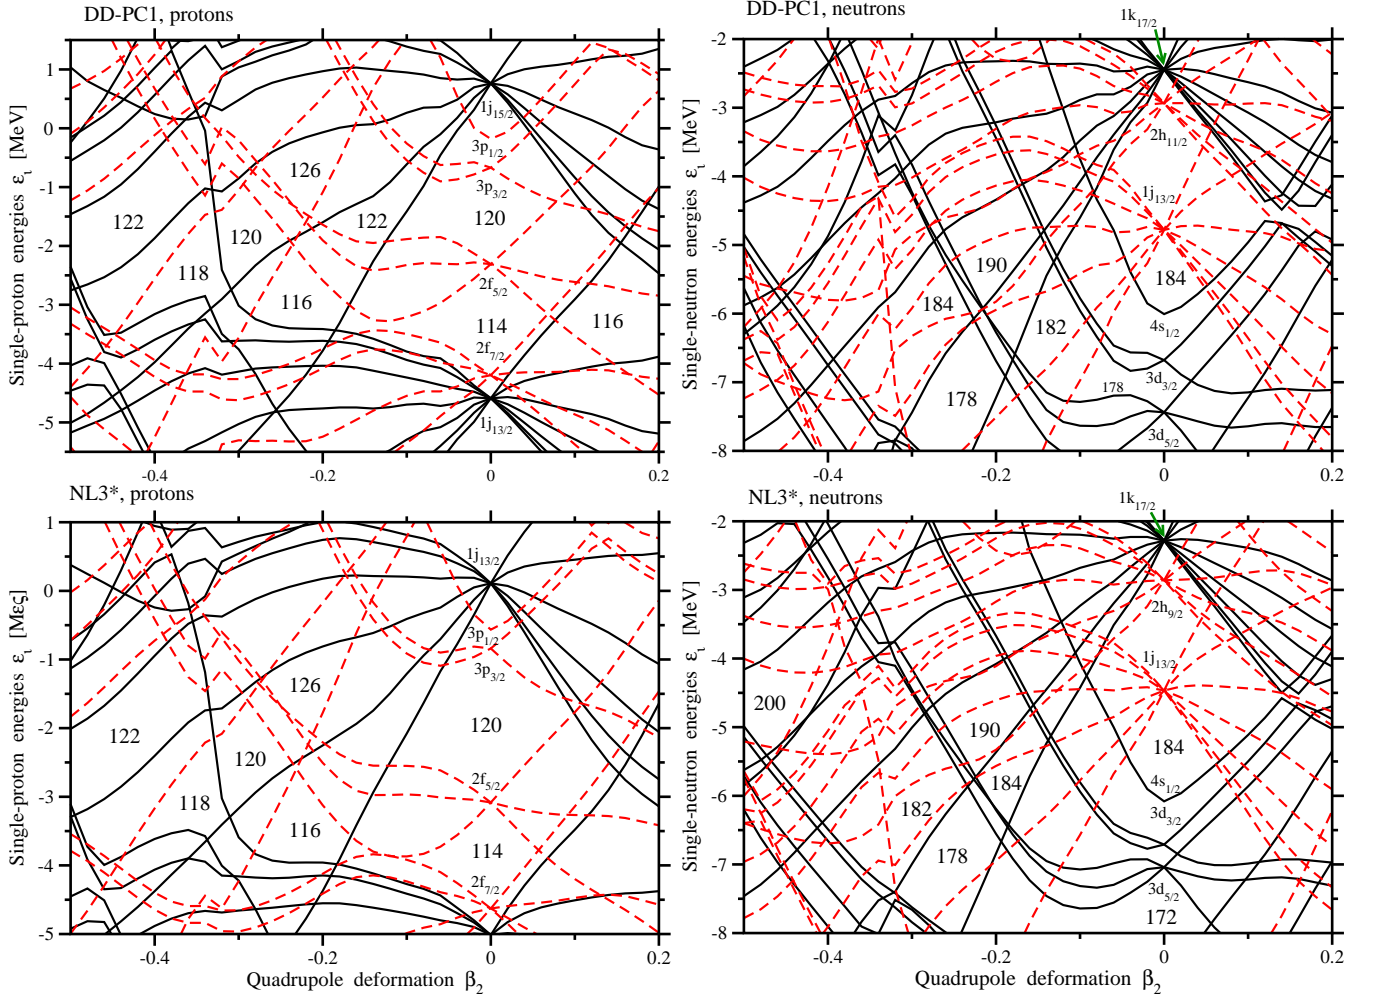 DD-PC1, protons
1
0
-1
-2
-3
-4
-5
Single-proton energies ε_ι [MeV]
-0.4
-0.2
0
0.2
1j_15/2
3p_1/2
126
3p_3/2
122
120
122
120
118
2f_5/2
116
114
116
2f_7/2
1j_13/2
DD-PC1, neutrons
1k_17/2
-2
-3
-4
-5
-6
-7
-8
Single-neutron energies ε_ι [MeV]
-0.4
-0.2
0
0.2
2h_11/2
1j_13/2
190
184
184
182
4s_1/2
3d_3/2
178
178
3d_5/2
NL3*, protons
1
0
-1
-2
-3
-4
-5
Single-proton energies ε_ι [Μες]
-0.4
-0.2
0
0.2
Quadrupole deformation β_2
1j_13/2
3p_1/2
3p_3/2
126
122
120
120
118
2f_5/2
116
114
2f_7/2
NL3*, neutrons
1k_17/2
-2
-3
-4
-5
-6
-7
-8
Single-neutron energies ε_ι [MeV]
-0.4
-0.2
0
0.2
Quadrupole deformation β_2
2h_9/2
1j_13/2
200
190
184
184
4s_1/2
182
3d_3/2
178
3d_5/2
172